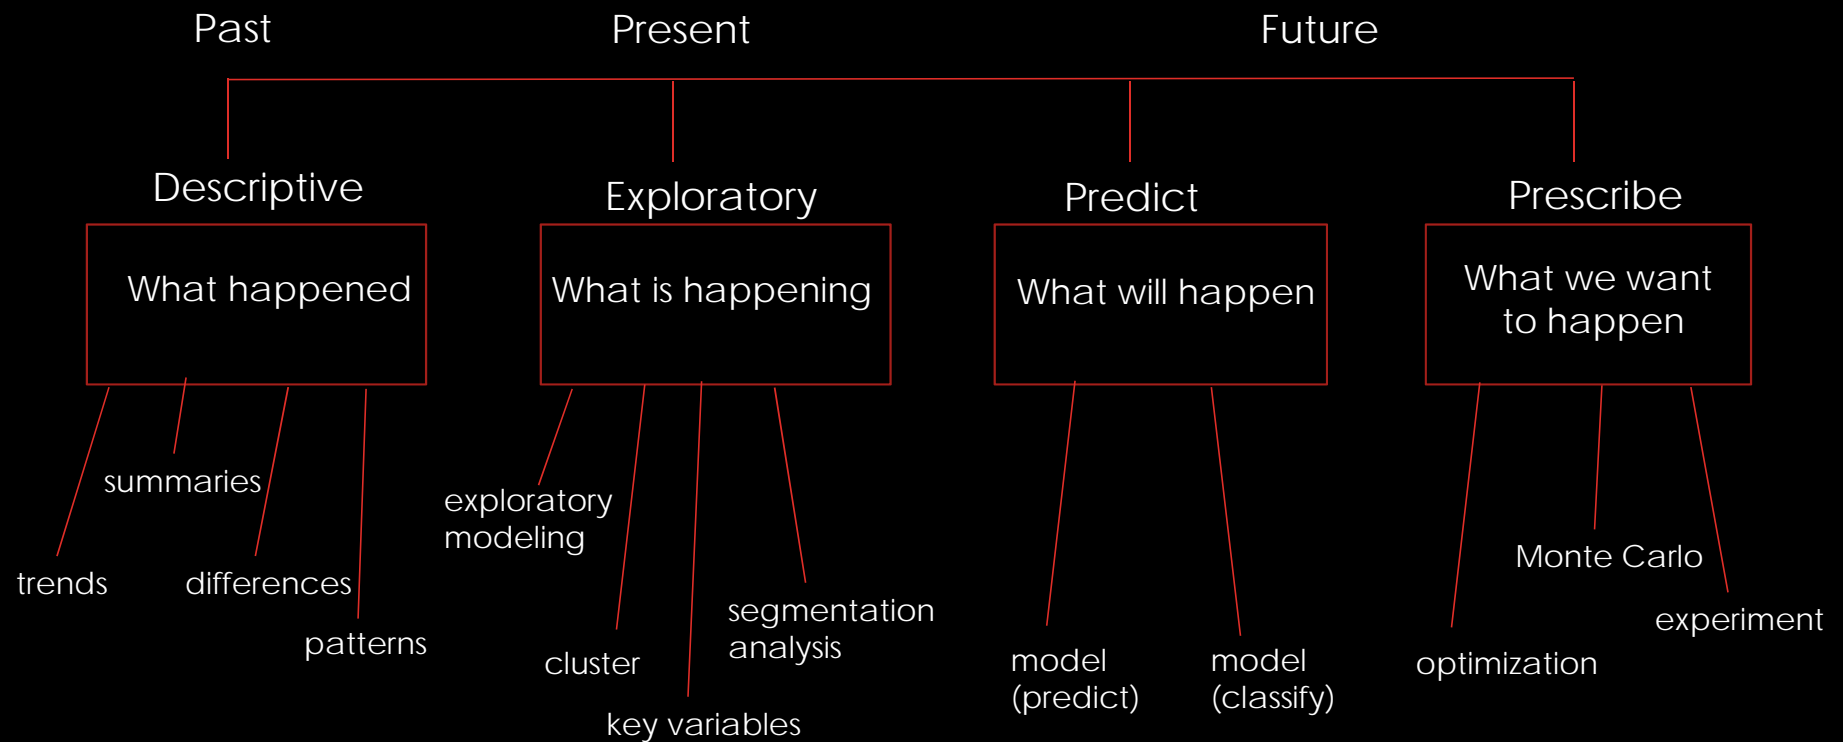 Past
Present
Future
Descriptive
Exploratory
Predict
Prescribe
What happened
What is happening
What will happen
What we want
to happen
trends
summaries
differences
patterns
exploratory
modeling
cluster
key variables
segmentation
analysis
model
(predict)
model
(classify)
optimization
Monte Carlo
experiment